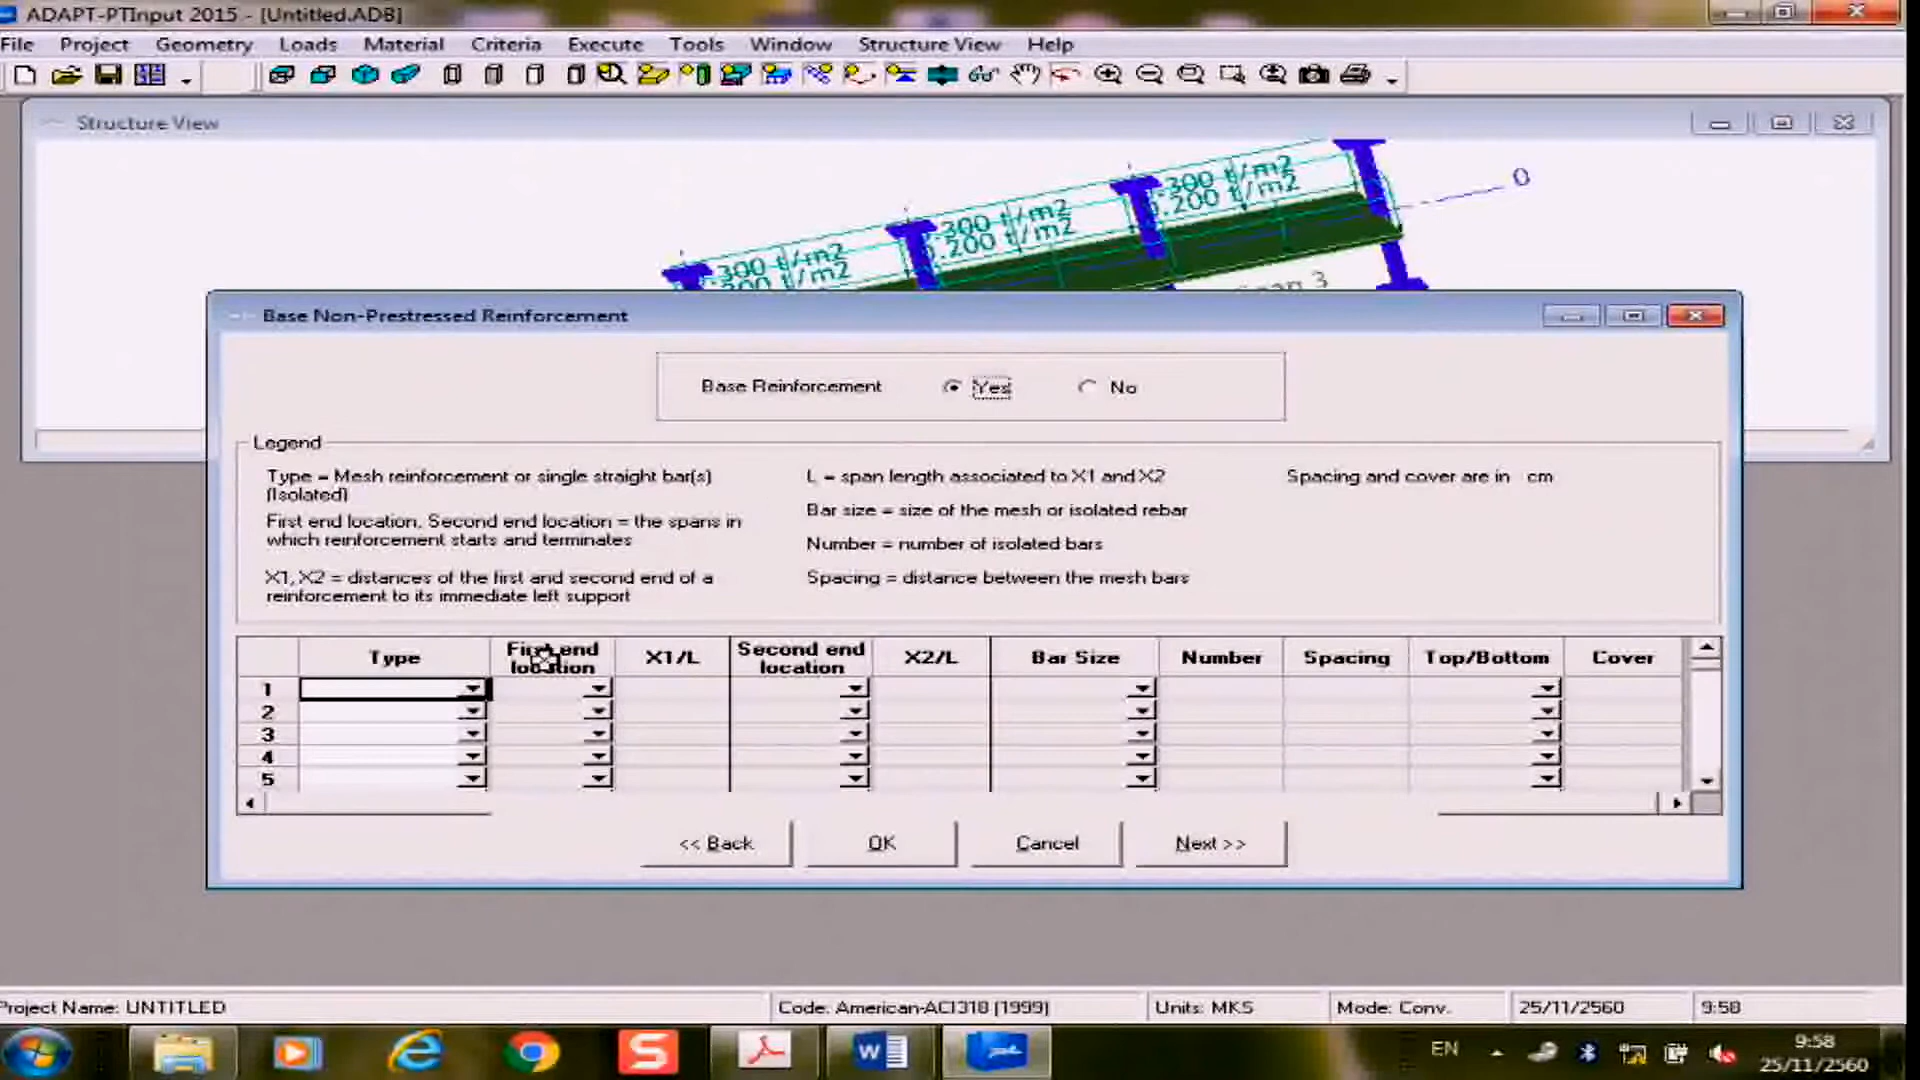 ADAPT-PTInput 2015 - [Untitled.ADB]
File Project Geometry Loads Material Criteria Execute Tools Window Structure View Help
Structure View
.300 t/m2
.200 t/m2
.300 t/m2
.200 t/m2
.300 t/m2
0
3
Base Non-Prestressed Reinforcement
Base Reinforcement Yes No
Legend
Type = Mesh reinforcement or single straight bar(s)
(Isolated)
First end location, Second end location = the spans in
which reinforcement starts and terminates
X1, X2 = distances of the first and second end of a
reinforcement to its immediate left support
L = span length associated to X1 and X2
Bar size = size of the mesh or isolated rebar
Number = number of isolated bars
Spacing = distance between the mesh bars
Spacing and cover are in cm
Type First end location X1/L Second end location X2/L Bar Size Number Spacing Top/Bottom Cover
1
2
3
4
5
<< Back OK Cancel Next >>
Project Name: UNTITLED Code: American-ACI318 (1999) Units: MKS Mode: Conv. 25/11/2560 9:58
EN 9:58
25/11/2560